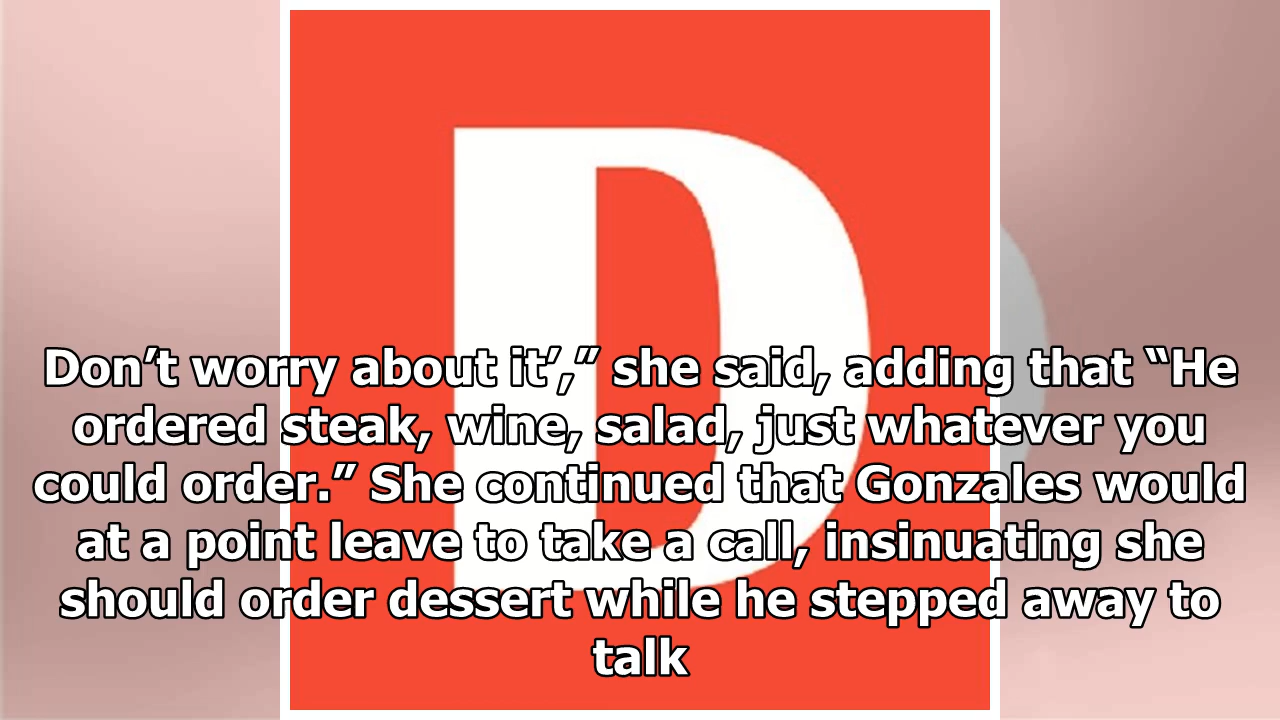 D
Don’t worry about it’,” she said, adding that “He
ordered steak, wine, salad, just whatever you
could order.” She continued that Gonzales would
at a point leave to take a call, insinuating she
should order dessert while he stepped away to
talk